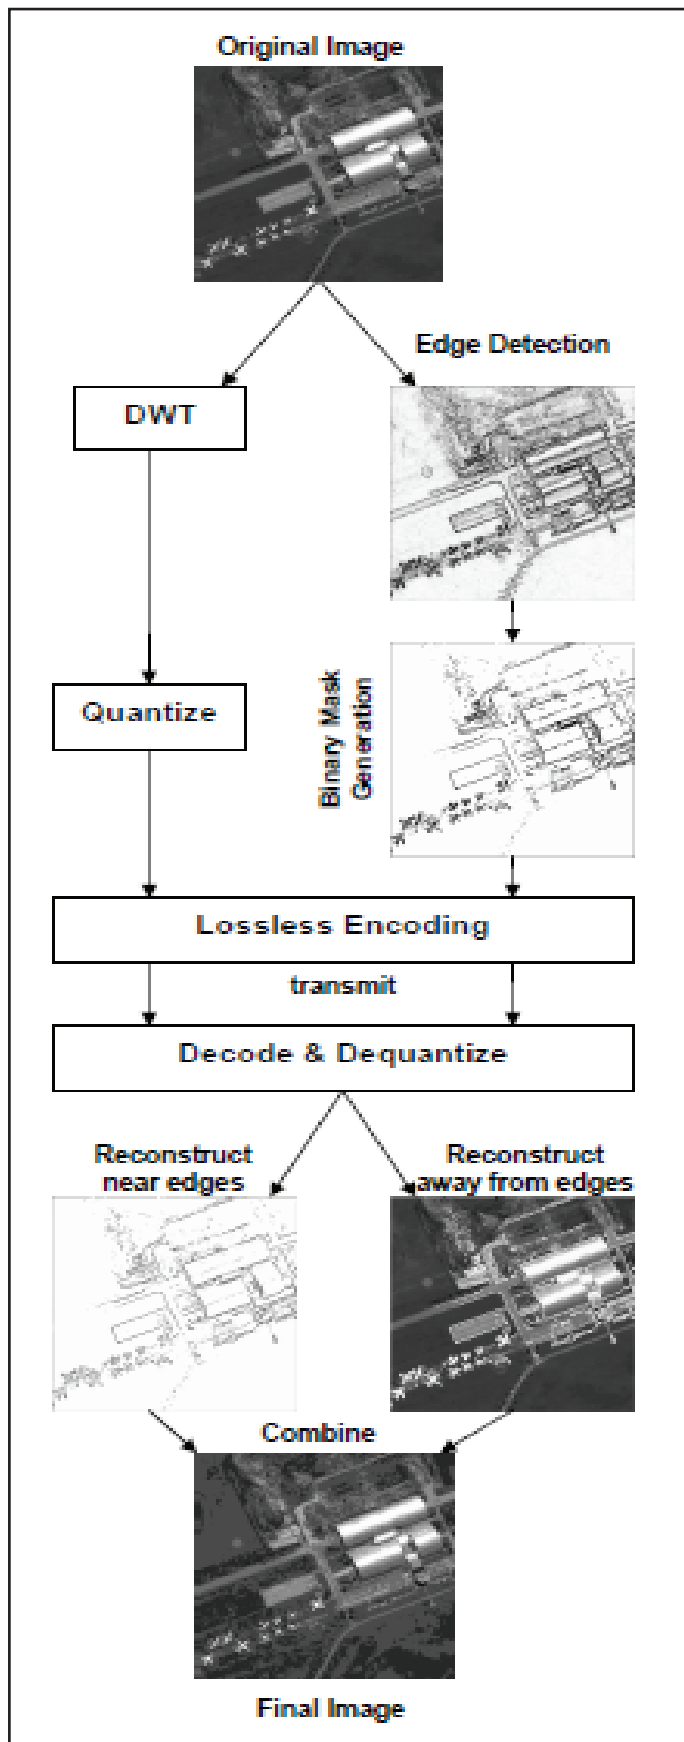 Original Image
Edge Detection
DWT
Quantize
Binary Mask
Generation
Lossless Encoding
transmit
Decode & Dequantize
Reconstruct
near edges
Reconstruct
away from edges
Combine
Final Image